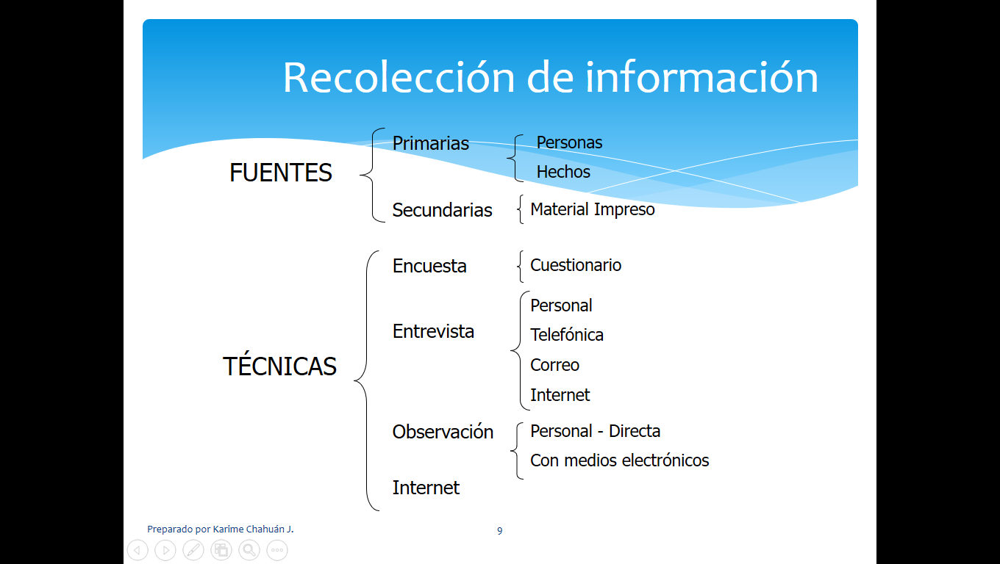 Recolección de información
FUENTES
Primarias
Personas
Hechos
Secundarias
Material Impreso
TÉCNICAS
Encuesta
Cuestionario
Entrevista
Personal
Telefónica
Correo
Internet
Observación
Personal - Directa
Con medios electrónicos
Internet
Preparado por Karime Chahuán J.
9